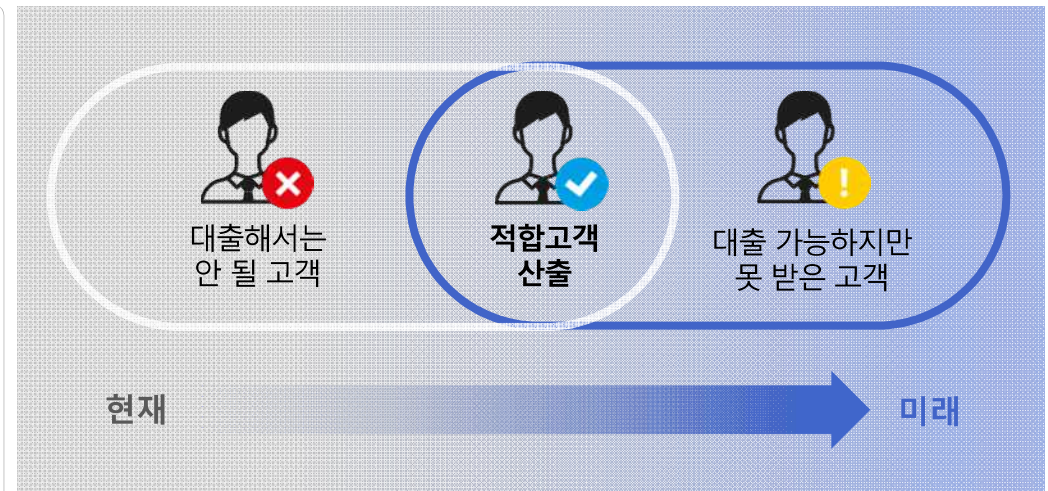 대출해서는
안 될 고객
적합고객
산출
대출 가능하지만
못 받은 고객
현재
미래